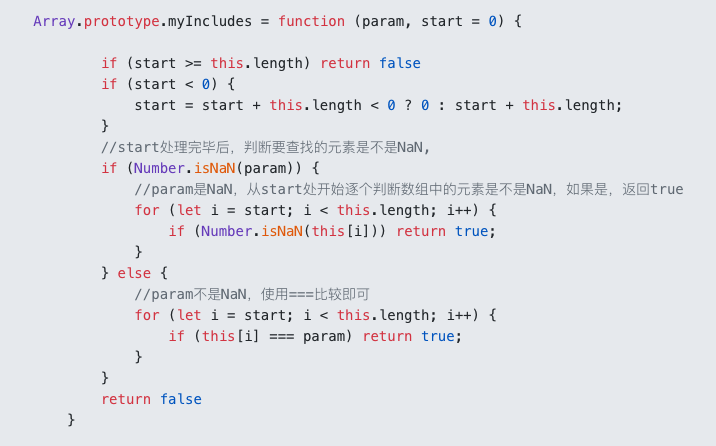 Array.prototype.myIncludes = function (param, start = 0) {
if (start >= this.length) return false
if (start < 0) {
start = start + this.length < 0 ? 0 : start + this.length;
}
//start处理完毕后，判断要查找的元素是不是NaN,
if (Number.isNaN(param)) {
//param是NaN，从start处开始逐个判断数组中的元素是不是NaN，如果是，返回true
for (let i = start; i < this.length; i++) {
if (Number.isNaN(this[i])) return true;
}
} else {
//param不是NaN，使用===比较即可
for (let i = start; i < this.length; i++) {
if (this[i] === param) return true;
}
}
return false
}